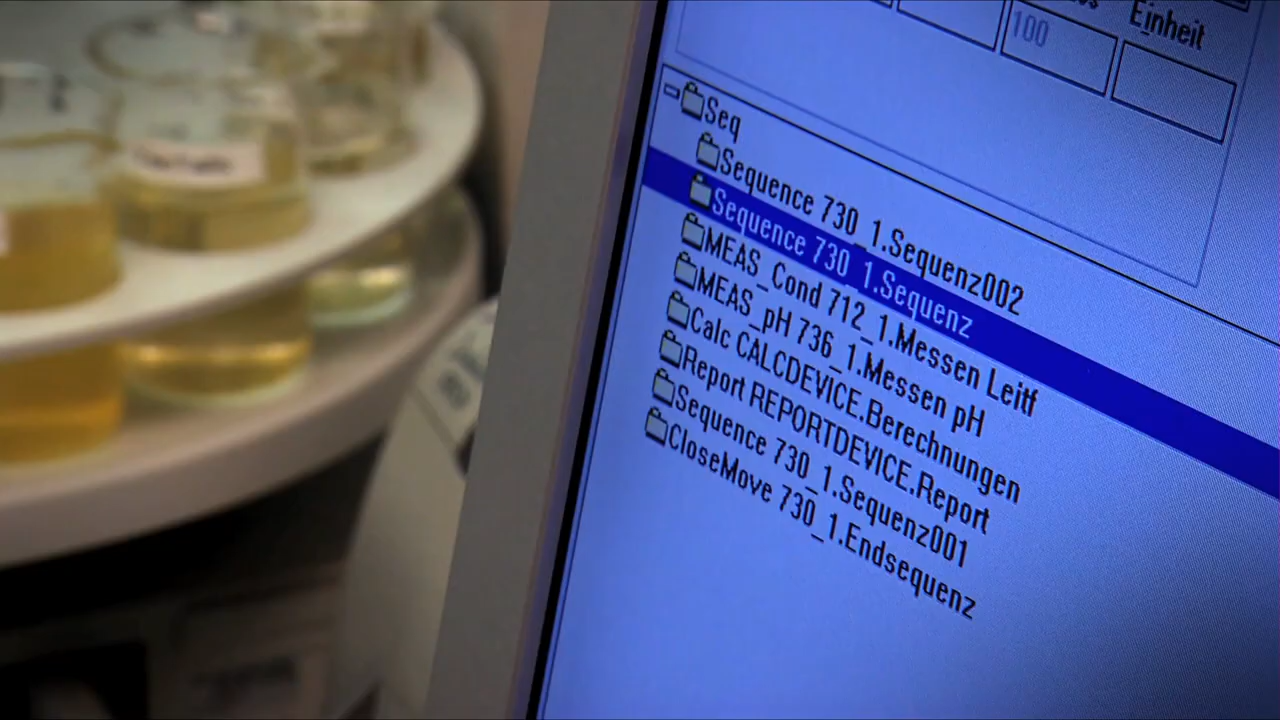 Einheit
100
Seq
Sequence 730_1.Sequenz002
Sequence 730_1.Sequenz
MEAS_Cond 712_1.Messen Leitf
MEAS_pH 736_1.Messen pH
Calc CALCDEVICE.Berechnungen
Report REPORTDEVICE.Report
Sequence 730_1.Sequenz001
CloseMove 730_1.Endsequenz